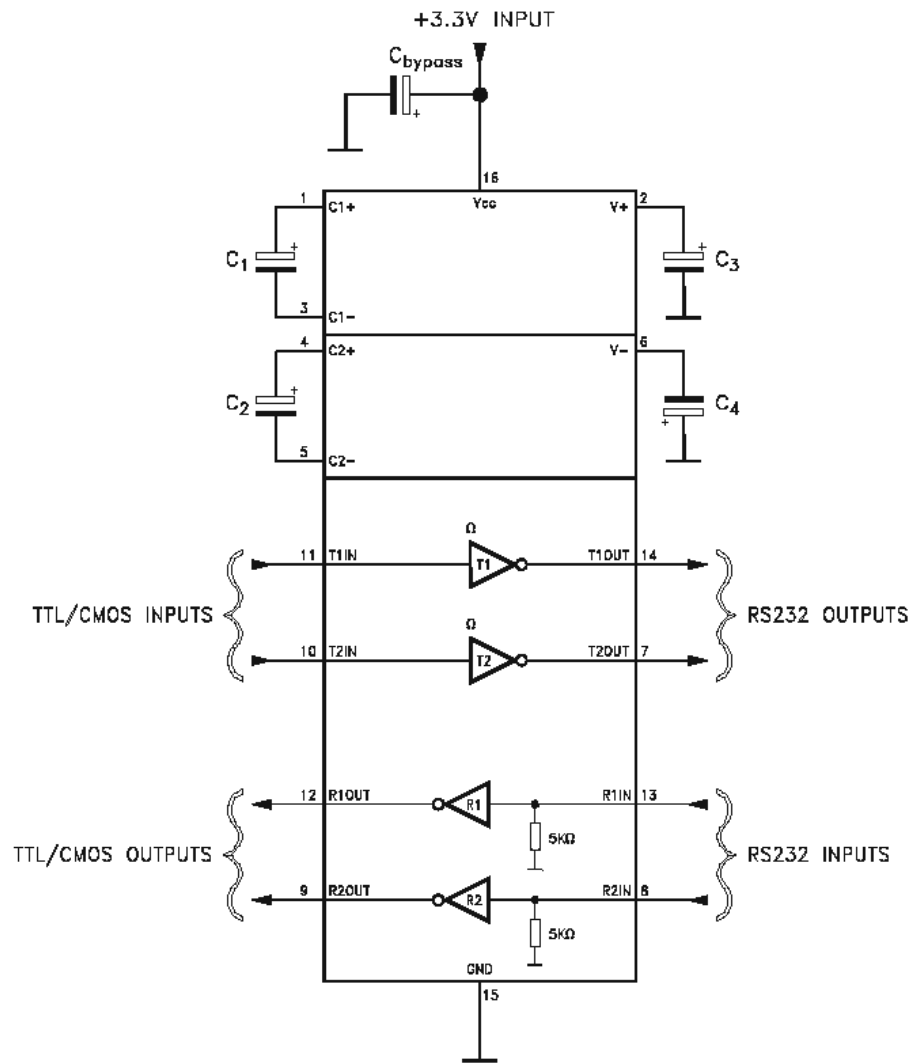 +3.3V INPUT
Cbypass
+
16
Vcc
1
C1+
V+
2
C1
+
+
C3
3
C1-
4
C2+
V-
6
C2
+
C4
+
5
C2-
Ω
11
T1IN
T1
T1OUT
14
TTL/CMOS INPUTS
RS232 OUTPUTS
Ω
10
T2IN
T2
T2OUT
7
12
R1OUT
R1
R1IN
13
5KΩ
TTL/CMOS OUTPUTS
RS232 INPUTS
9
R2OUT
R2
R2IN
8
5KΩ
GND
15